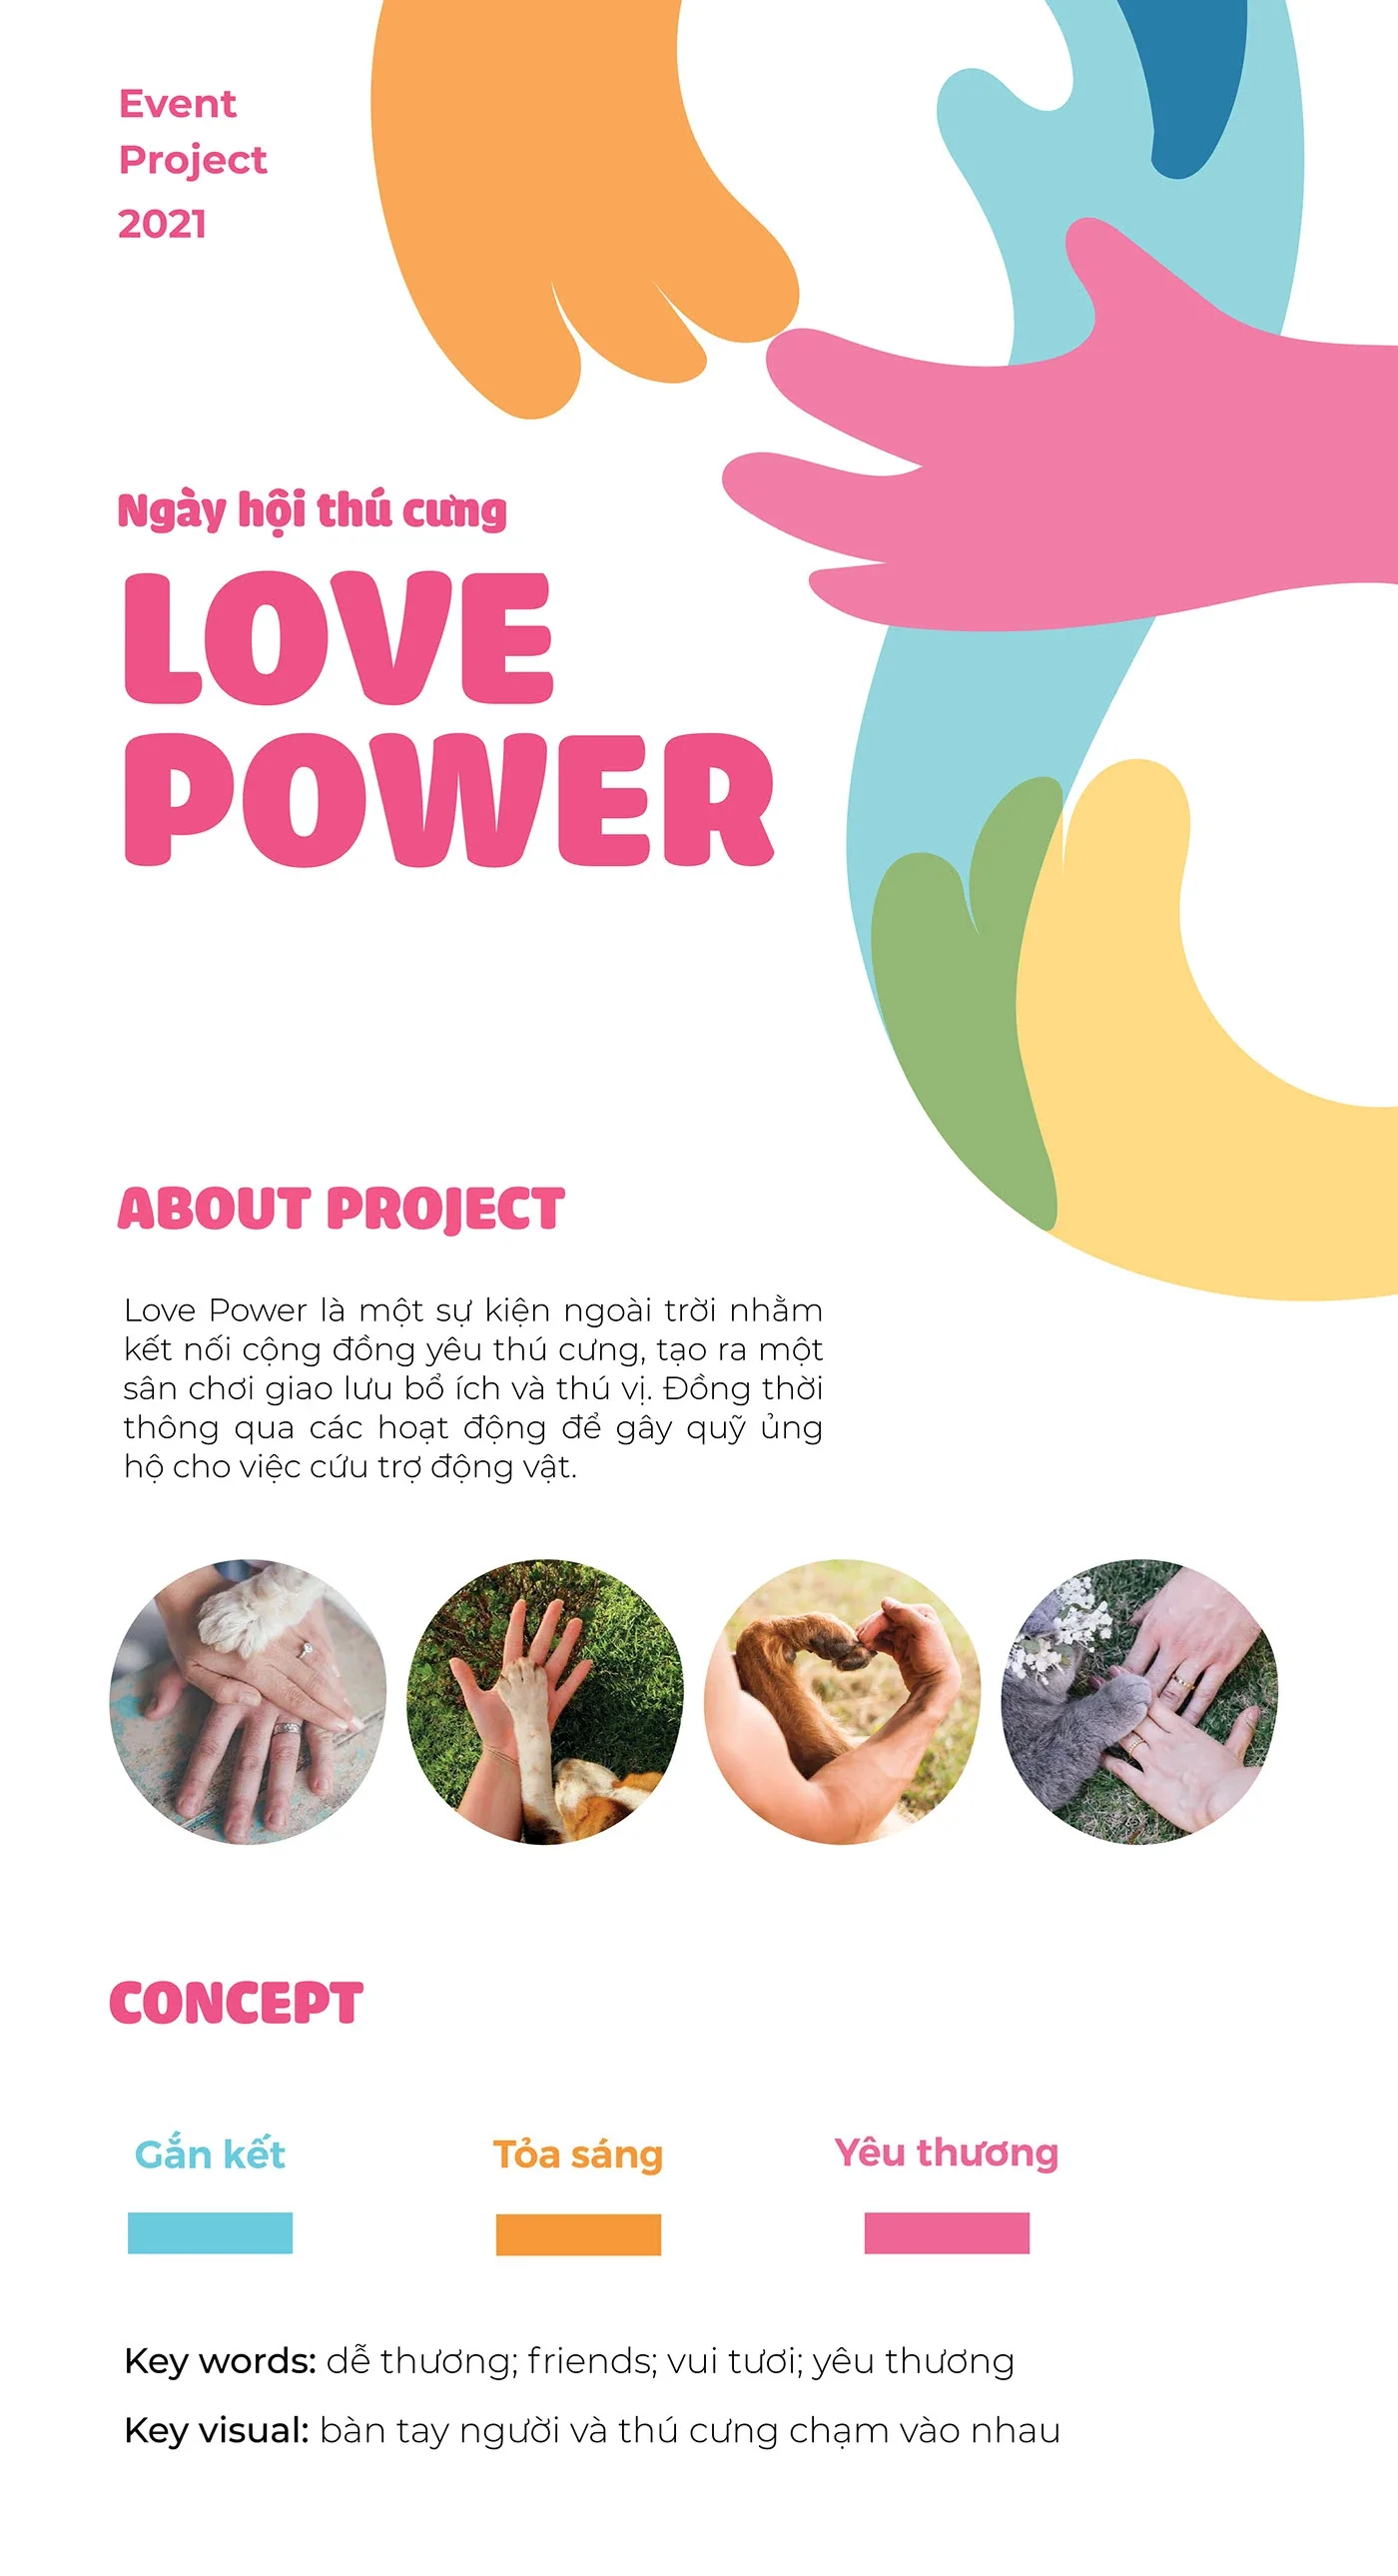 Event
Project
2021
Ngày hội thú cưng
LOVE
POWER
ABOUT PROJECT
Love Power là một sự kiện ngoài trời nhằm
kết nối cộng đồng yêu thú cưng, tạo ra một
sân chơi giao lưu bổ ích và thú vị. Đồng thời
thông qua các hoạt động để gây quỹ ủng
hộ cho việc cứu trợ động vật.
CONCEPT
Gắn kết
Tỏa sáng
Yêu thương
Key words: dễ thương; friends; vui tươi; yêu thương
Key visual: bàn tay người và thú cưng chạm vào nhau